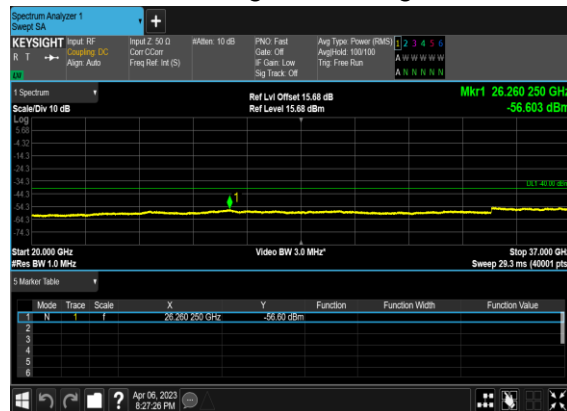 Spectrum Analyzer 1
Swept SA
+
KEYSIGHT Input: RF Input Z: 50 Ω #Atten: 10 dB PNO: Fast Avg Type: Power (RMS) 1 2 3 4 5 6
R T Coupling: DC Corr CCorr Gate: Off Avg|Hold: 100/100 A W W W W W
Align: Auto Freq Ref: Int (S) IF Gain: Low Trig: Free Run
LW Sig Track: Off A N N N N N
1 Spectrum Ref Lvl Offset 15.68 dB Mkr1 26.260 250 GHz
Scale/Div 10 dB Ref Level 15.68 dBm -56.603 dBm
Log
5.68
-4.32
-14.3
-24.3
-34.3
DL1 -40.00 dBm
-44.3
1
-54.3
-64.3
-74.3
Start 20.000 GHz Video BW 3.0 MHz* Stop 37.000 GHz
#Res BW 1.0 MHz Sweep 29.3 ms (40001 pts)
5 Marker Table
Mode Trace Scale X Y Function Function Width Function Value
1 N 1 f 26.260 250 GHz -56.60 dBm
2
3
4
5
6
? Apr 06, 2023
8:27:26 PM